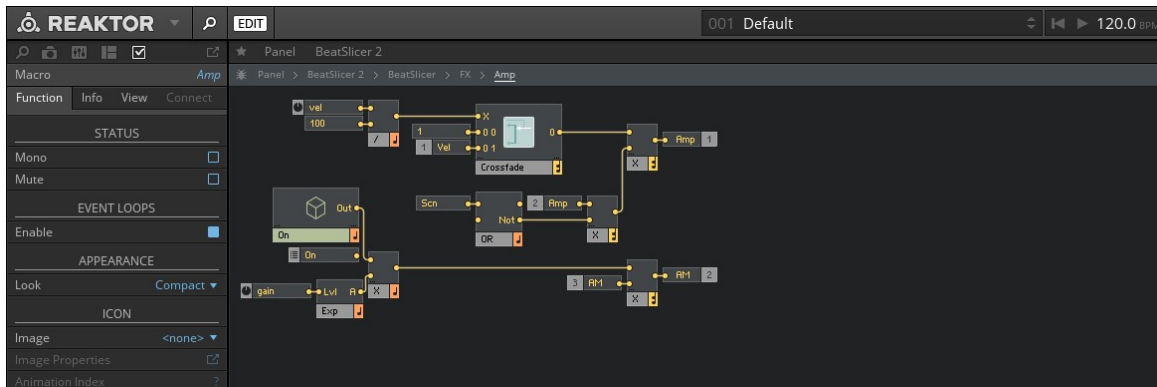 REAKTOR EDIT 001 Default 120.0 BPM
Panel BeatSlicer 2
Macro Amp
Panel > BeatSlicer 2 > BeatSlicer > FX > Amp
Function Info View Connect
STATUS
Mono
Mute
EVENT LOOPS
Enable
APPEARANCE
Look Compact
ICON
Image <none>
Image Properties
Animation Index ?
vel
100
/
X
1 0 0 0
1 Vel 0 1
Crossfade
X
Amp 1
Scn
Not
OR
2 Amp
X
Out
On
On
gain
Lvl A
Exp
X
3 AM
X
AM 2